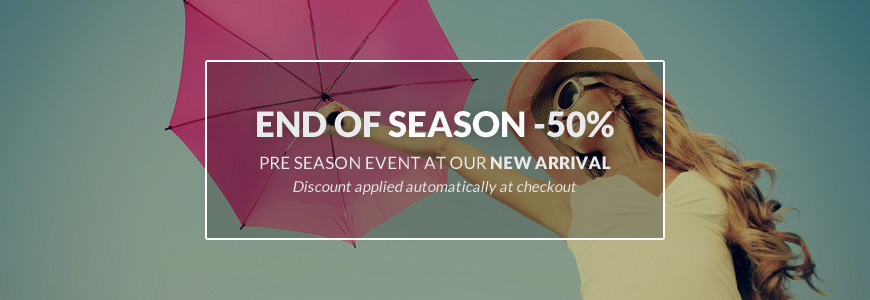 END OF SEASON -50%
PRE SEASON EVENT AT OUR NEW ARRIVAL
Discount applied automatically at checkout